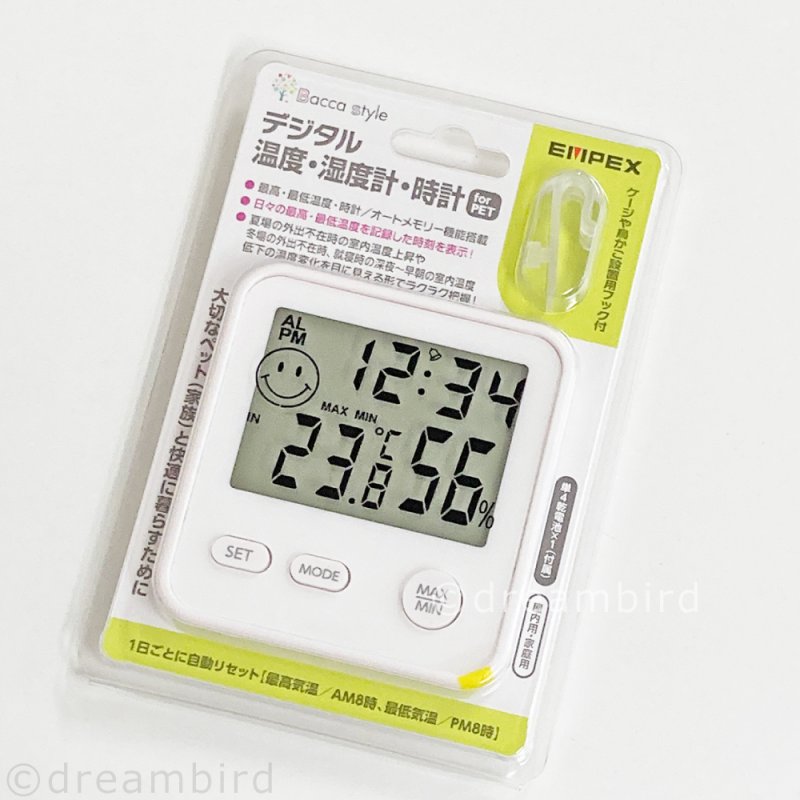 Bacca Style
デジタル
温度・湿度計・時計 for PET
EMPEX
● 最高・最低温度・時計／オートメモリー機能搭載
● 日々の最高・最低温度を記録した時刻を表示！
● 夏場の外出不在時の室内温度上昇や
冬場の外出不在時、就寝時の深夜～早朝の室内温度
低下の温度変化を目に見える形でラクラク把握！
ケージや鳥かご設置用フック付
大切なペット（家族）と快適に暮らすために
AL
PM
12:34
MAX MIN
IN
23.8℃
56%
SET
MODE
MAX
MIN
単4乾電池×1（付属）
屋内用・家庭用
1日ごとに自動リセット【最高気温／AM8時、最低気温／PM8時】
©dreambird
©dreambird